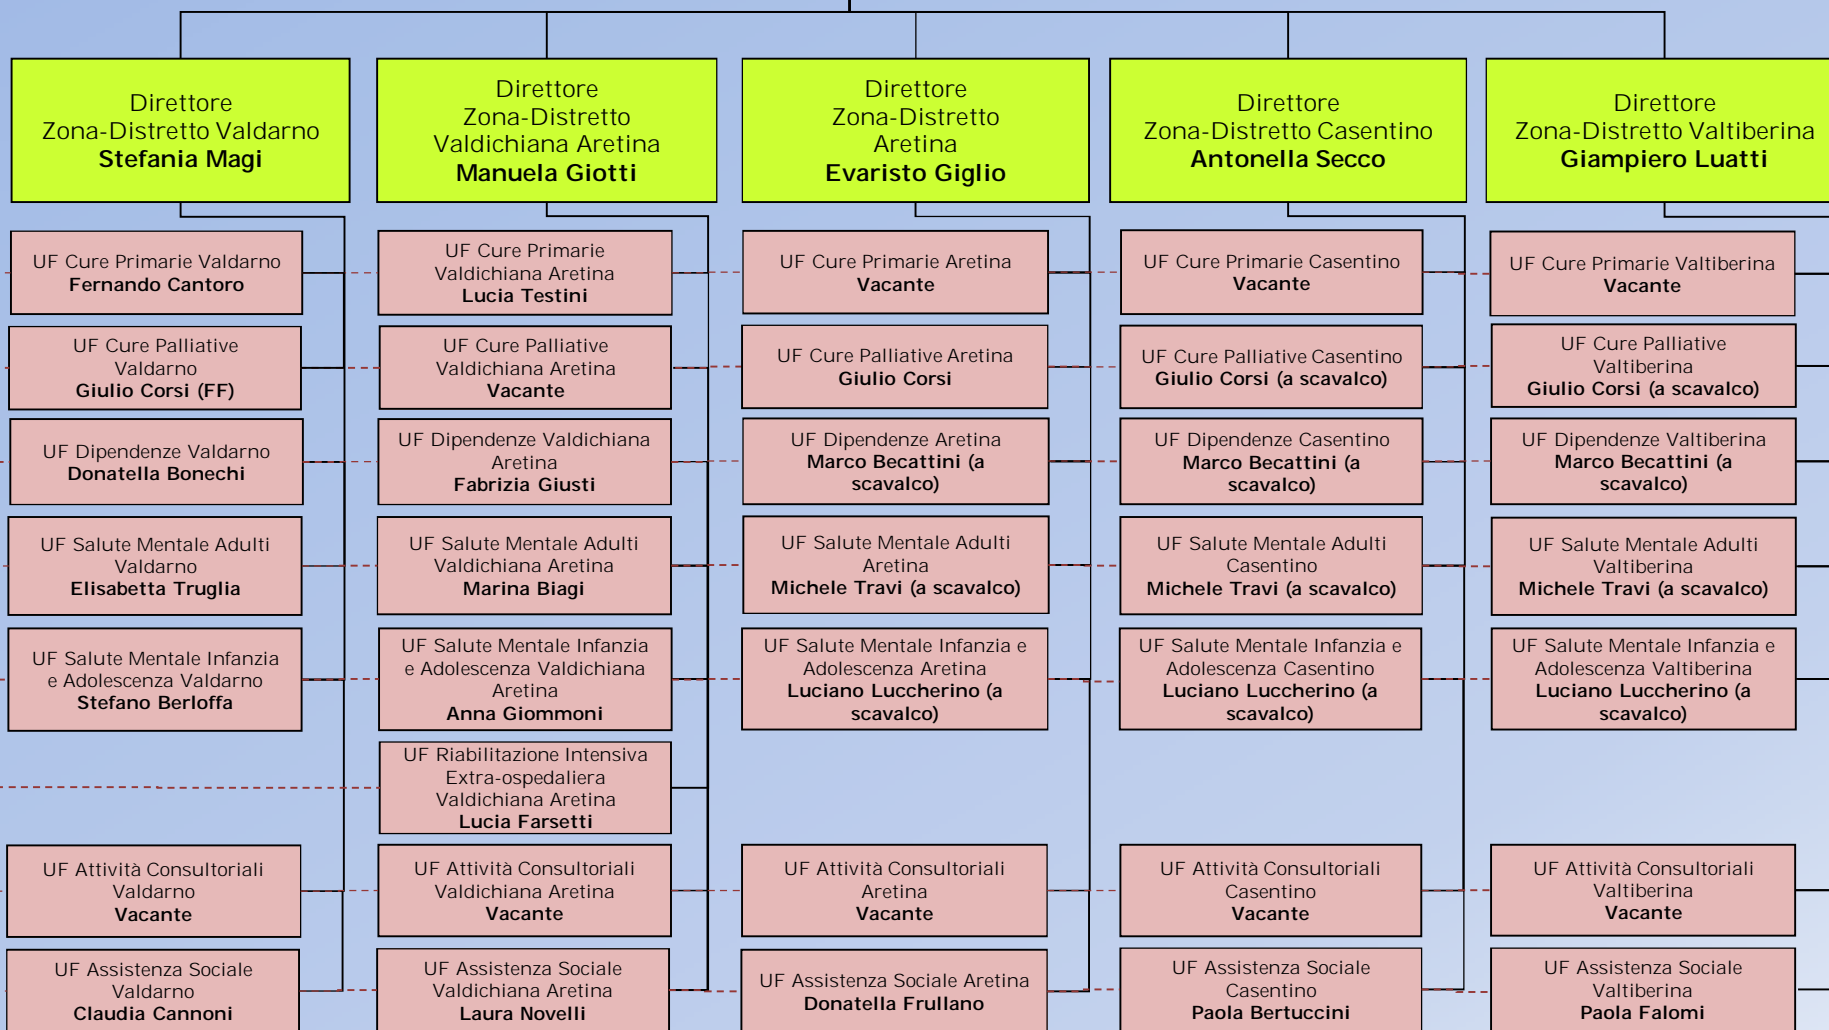 Direttore
Zona-Distretto Valdarno
Stefania Magi
Direttore
Zona-Distretto
Valdichiana Aretina
Manuela Giotti
Direttore
Zona-Distretto
Aretina
Evaristo Giglio
Direttore
Zona-Distretto Casentino
Antonella Secco
Direttore
Zona-Distretto Valtiberina
Giampiero Luatti
UF Cure Primarie Valdarno
Fernando Cantoro
UF Cure Primarie
Valdichiana Aretina
Lucia Testini
UF Cure Primarie Aretina
Vacante
UF Cure Primarie Casentino
Vacante
UF Cure Primarie Valtiberina
Vacante
UF Cure Palliative
Valdarno
Giulio Corsi (FF)
UF Cure Palliative
Valdichiana Aretina
Vacante
UF Cure Palliative Aretina
Giulio Corsi
UF Cure Palliative Casentino
Giulio Corsi (a scavalco)
UF Cure Palliative
Valtiberina
Giulio Corsi (a scavalco)
UF Dipendenze Valdarno
Donatella Bonechi
UF Dipendenze Valdichiana
Aretina
Fabrizia Giusti
UF Dipendenze Aretina
Marco Becattini (a
scavalco)
UF Dipendenze Casentino
Marco Becattini (a
scavalco)
UF Dipendenze Valtiberina
Marco Becattini (a
scavalco)
UF Salute Mentale Adulti
Valdarno
Elisabetta Truglia
UF Salute Mentale Adulti
Valdichiana Aretina
Marina Biagi
UF Salute Mentale Adulti
Aretina
Michele Travi (a scavalco)
UF Salute Mentale Adulti
Casentino
Michele Travi (a scavalco)
UF Salute Mentale Adulti
Valtiberina
Michele Travi (a scavalco)
UF Salute Mentale Infanzia
e Adolescenza Valdarno
Stefano Berloffa
UF Salute Mentale Infanzia
e Adolescenza Valdichiana
Aretina
Anna Giommoni
UF Salute Mentale Infanzia e
Adolescenza Aretina
Luciano Luccherino (a
scavalco)
UF Salute Mentale Infanzia e
Adolescenza Casentino
Luciano Luccherino (a
scavalco)
UF Salute Mentale Infanzia e
Adolescenza Valtiberina
Luciano Luccherino (a
scavalco)
UF Riabilitazione Intensiva
Extra-ospedaliera
Valdichiana Aretina
Lucia Farsetti
UF Attività Consultoriali
Valdarno
Vacante
UF Attività Consultoriali
Valdichiana Aretina
Vacante
UF Attività Consultoriali
Aretina
Vacante
UF Attività Consultoriali
Casentino
Vacante
UF Attività Consultoriali
Valtiberina
Vacante
UF Assistenza Sociale
Valdarno
Claudia Cannoni
UF Assistenza Sociale
Valdichiana Aretina
Laura Novelli
UF Assistenza Sociale Aretina
Donatella Frullano
UF Assistenza Sociale
Casentino
Paola Bertuccini
UF Assistenza Sociale
Valtiberina
Paola Falomi